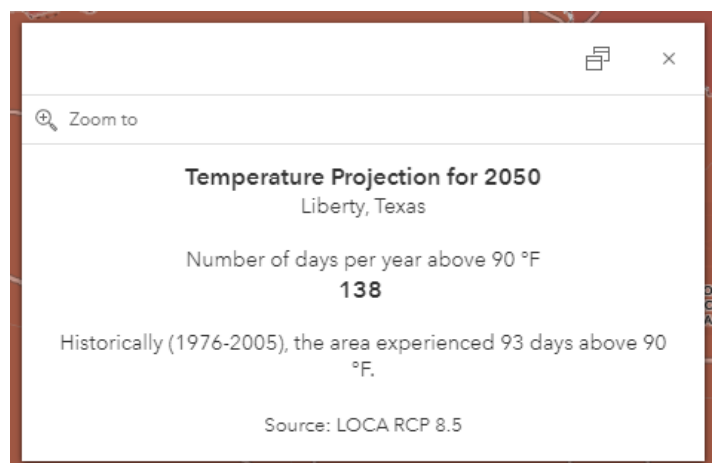 Zoom to
Temperature Projection for 2050
Liberty, Texas
Number of days per year above 90 °F
138
Historically (1976-2005), the area experienced 93 days above 90
°F.
Source: LOCA RCP 8.5